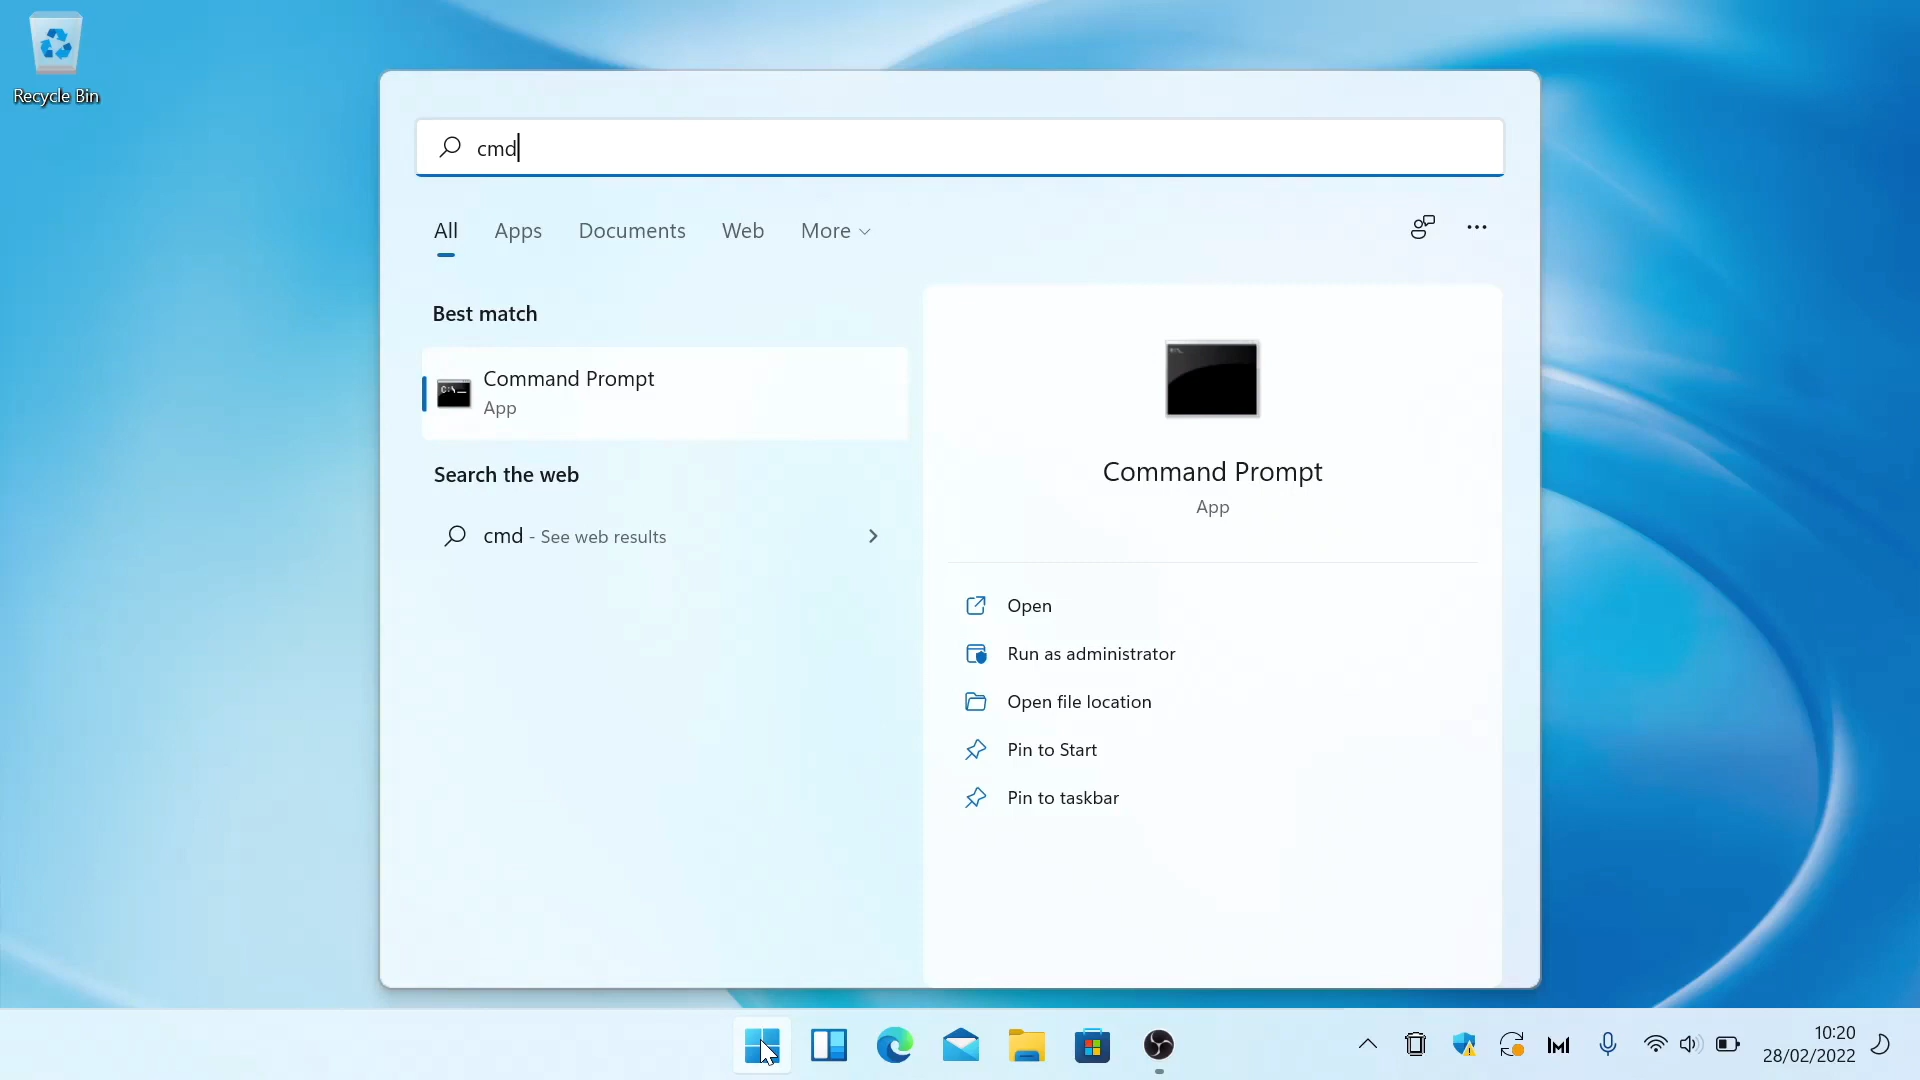 Recycle Bin
cmd
All Apps Documents Web More
Best match
Command Prompt
App
Search the web
cmd - See web results
Command Prompt
App
Open
Run as administrator
Open file location
Pin to Start
Pin to taskbar
10:20
28/02/2022